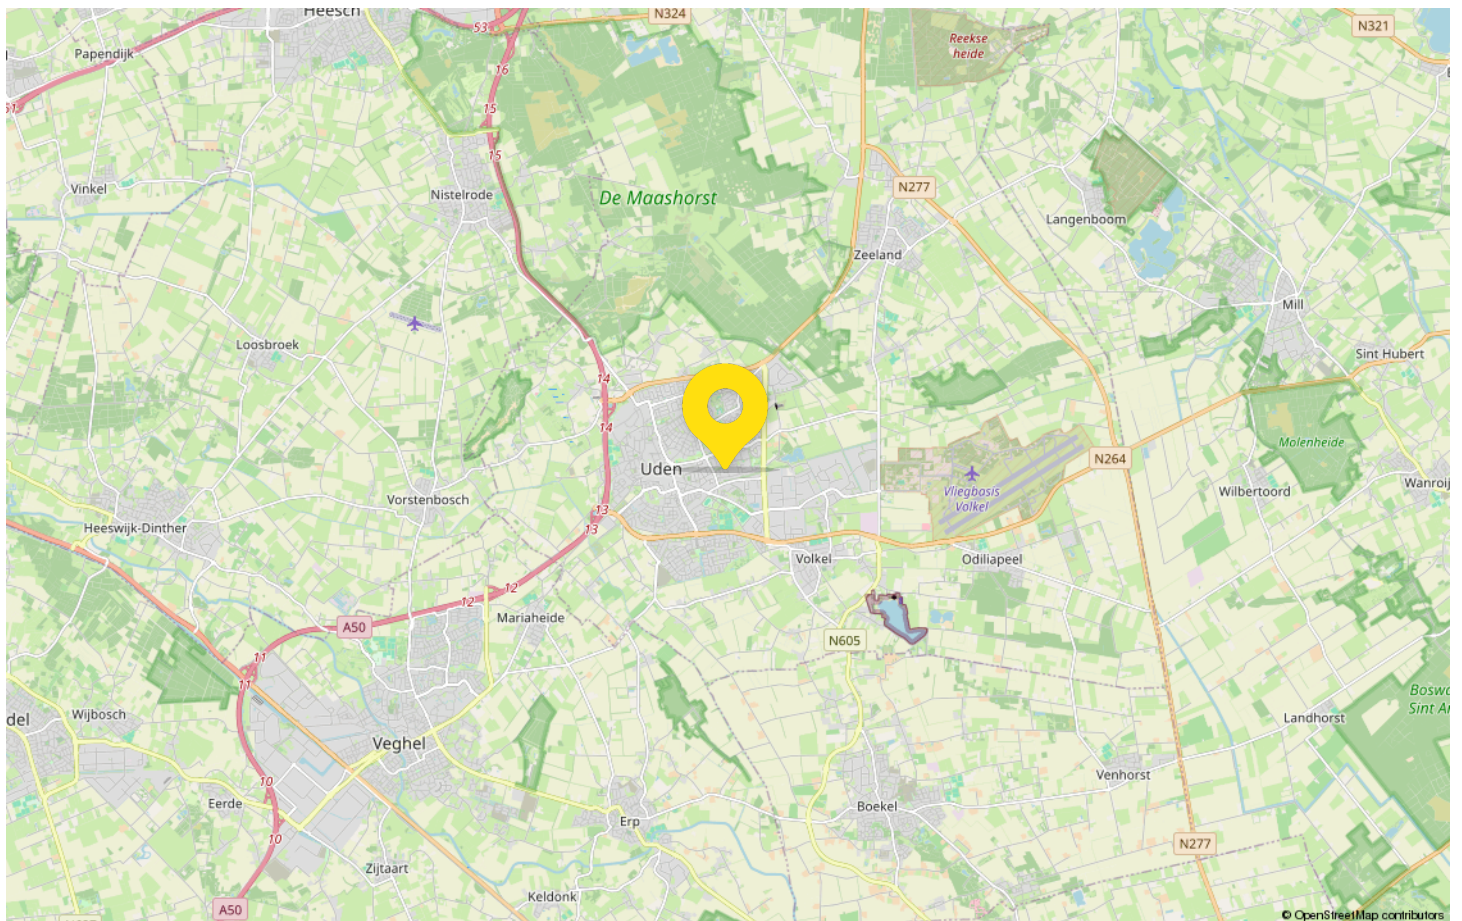 Heesch
N324
53
N321
Papendijk
Reekse
heide
16
51
15
15
Vinkel
Nistelrode
De Maashorst
N277
Langenboom
Zeeland
Mill
Loosbroek
Sint Hubert
14
14
Molenheide
Uden
N264
Vliegbasis
Volkel
Vorstenbosch
Wilbertoord
Wanroij
13
13
Heeswijk-Dinther
Volkel
Odiliapeel
12
12
Mariaheide
A50
N605
11
11
Boswa
Sint An
del
Wijbosch
Landhorst
Veghel
10
Venhorst
Eerde
Boekel
Erp
10
N277
Zijtaart
Keldonk
A50
© OpenStreetMap contributors